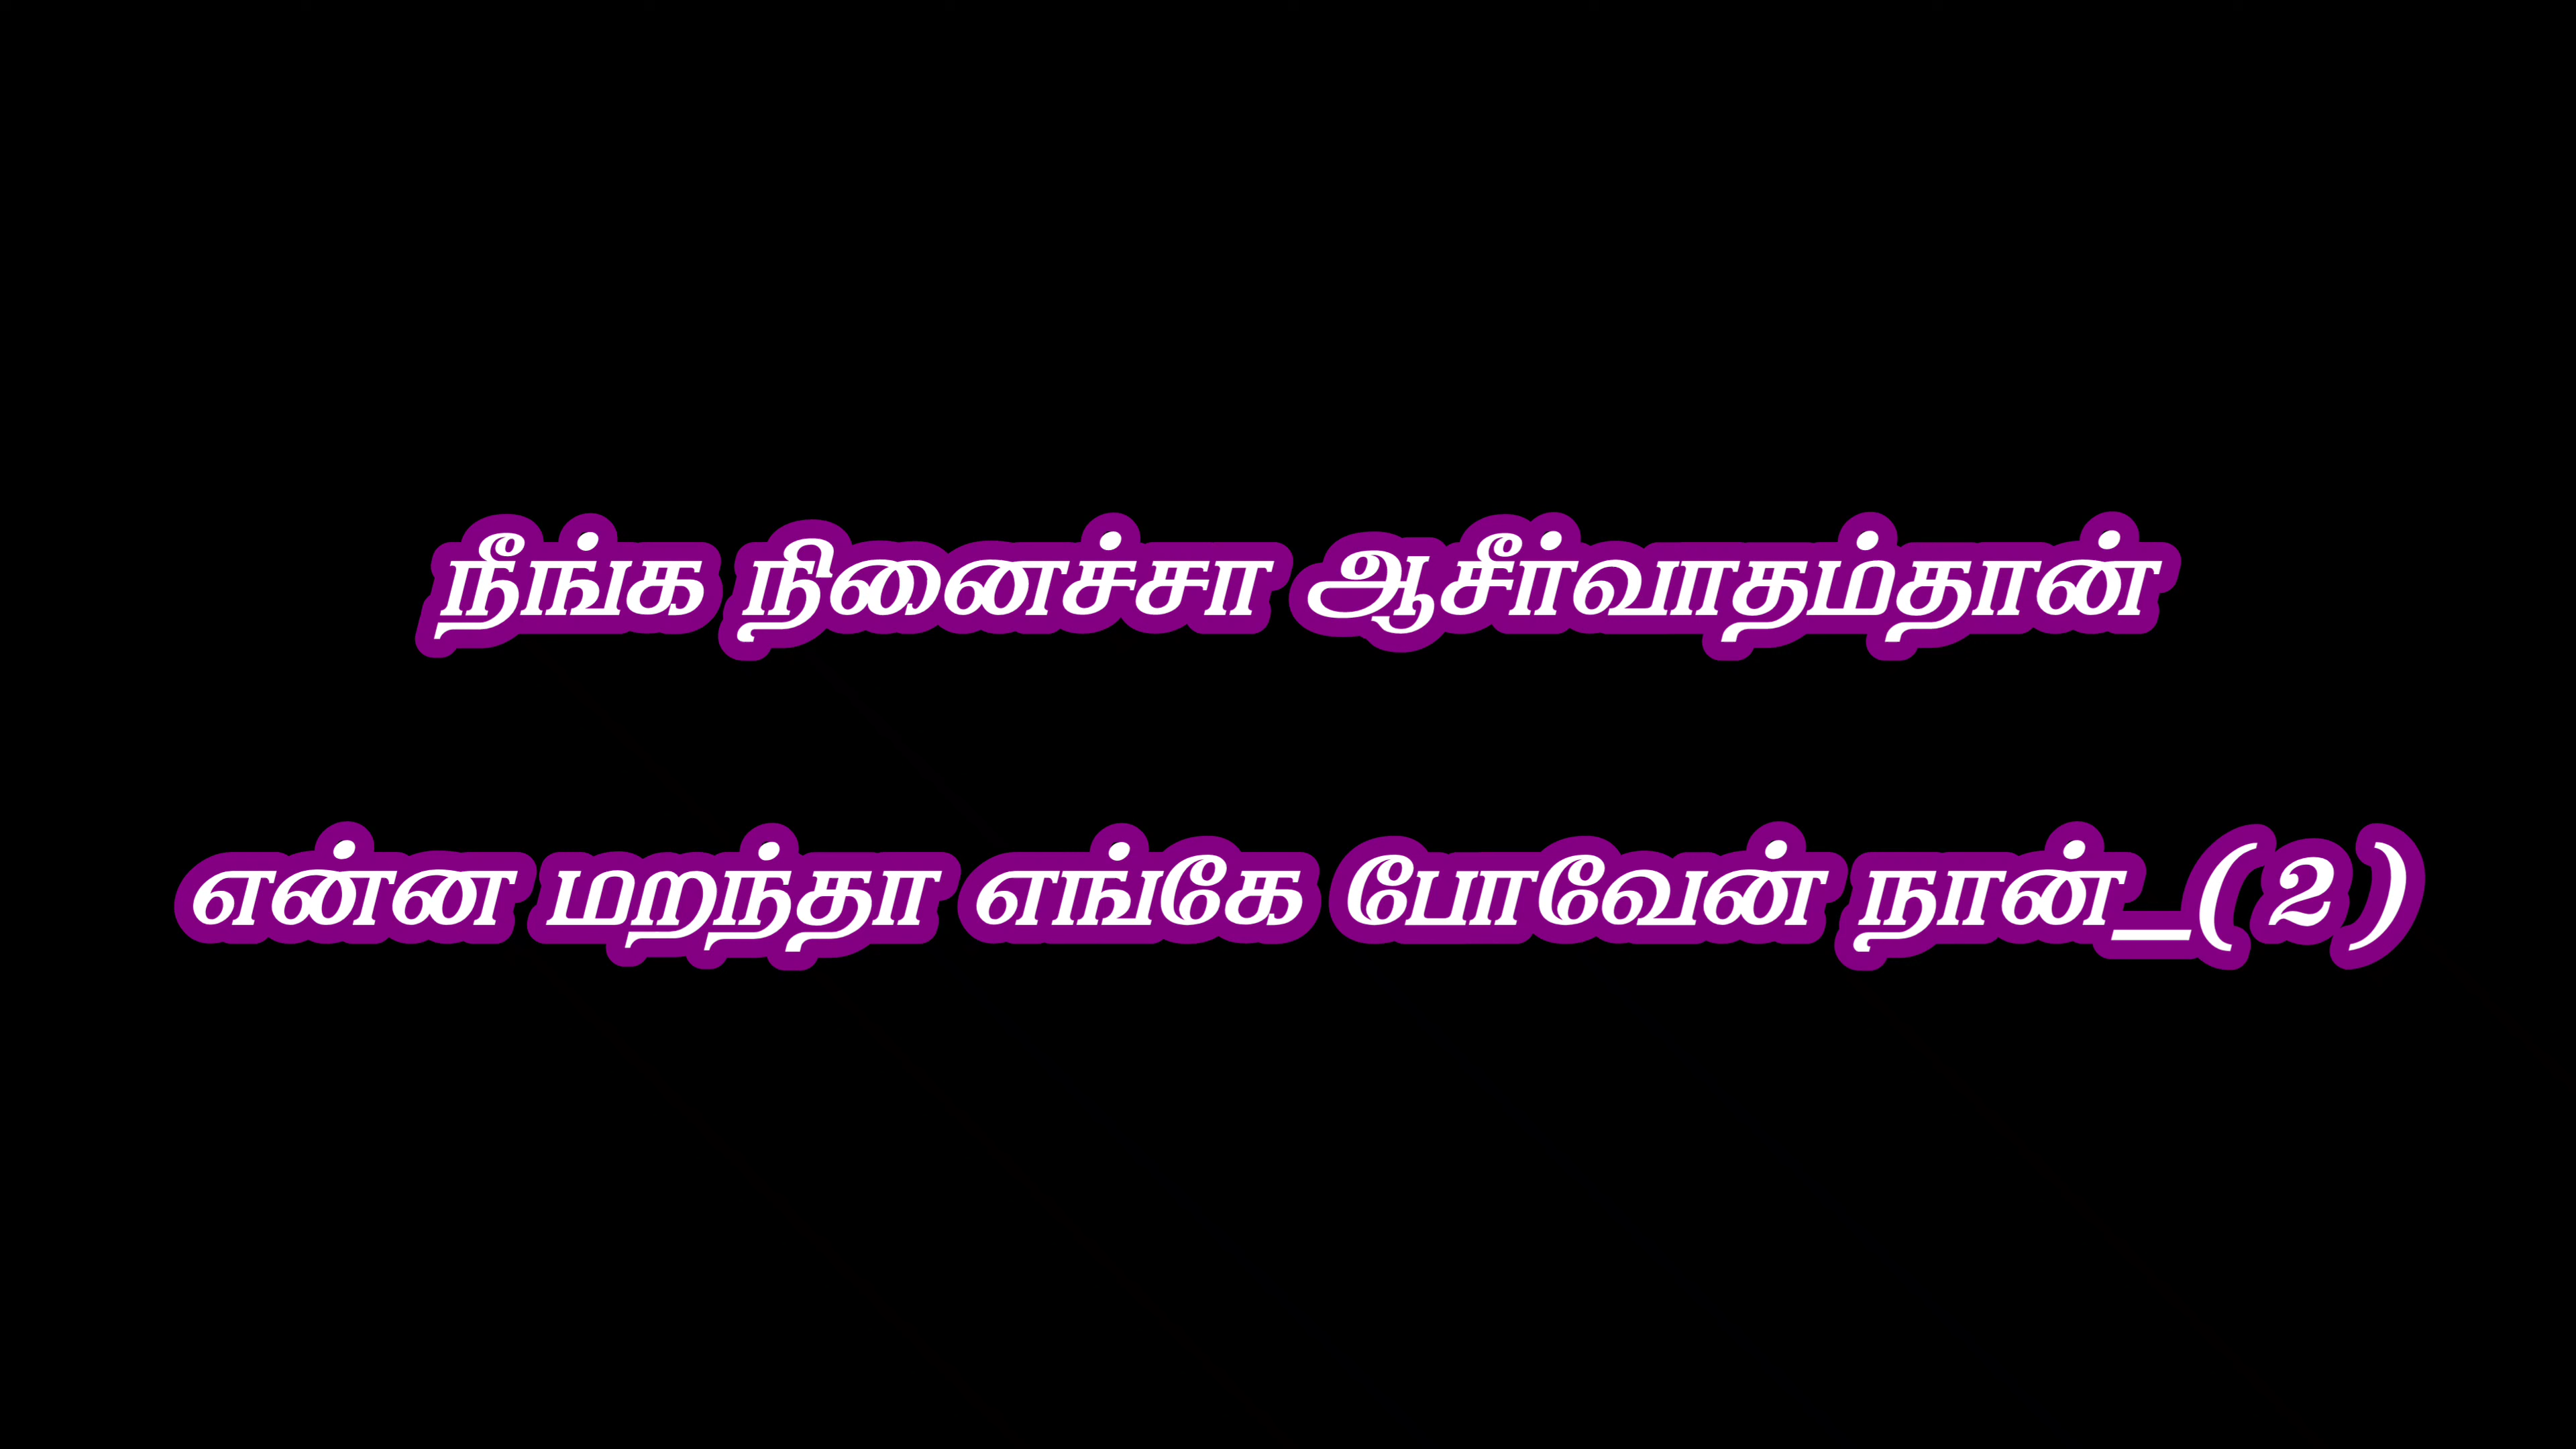 நீங்க நினைச்சா ஆசீர்வாதம்தான்
என்ன மறந்தா எங்கே போவேன் நான்_(2)